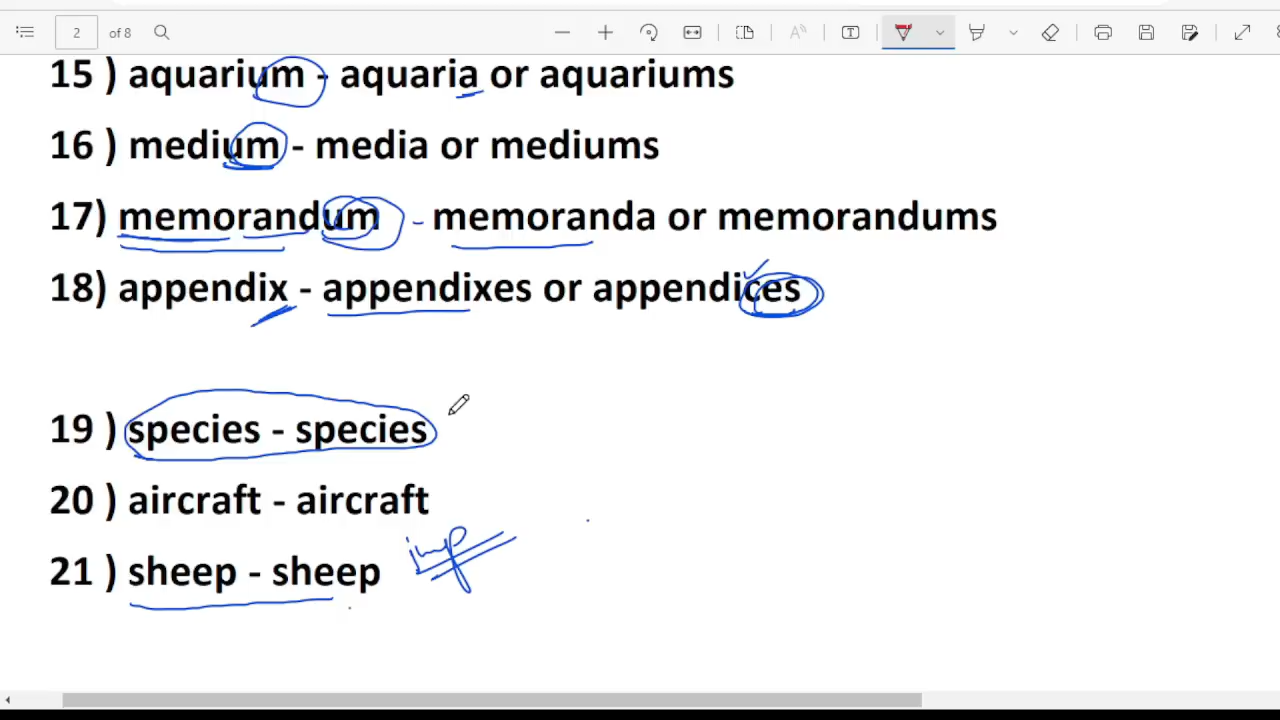 2 of 8
15 ) aquarium - aquaria or aquariums
16 ) medium - media or mediums
17) memorandum - memoranda or memorandums
18) appendix - appendixes or appendices
19 ) species - species
20 ) aircraft - aircraft
21 ) sheep - sheep imp